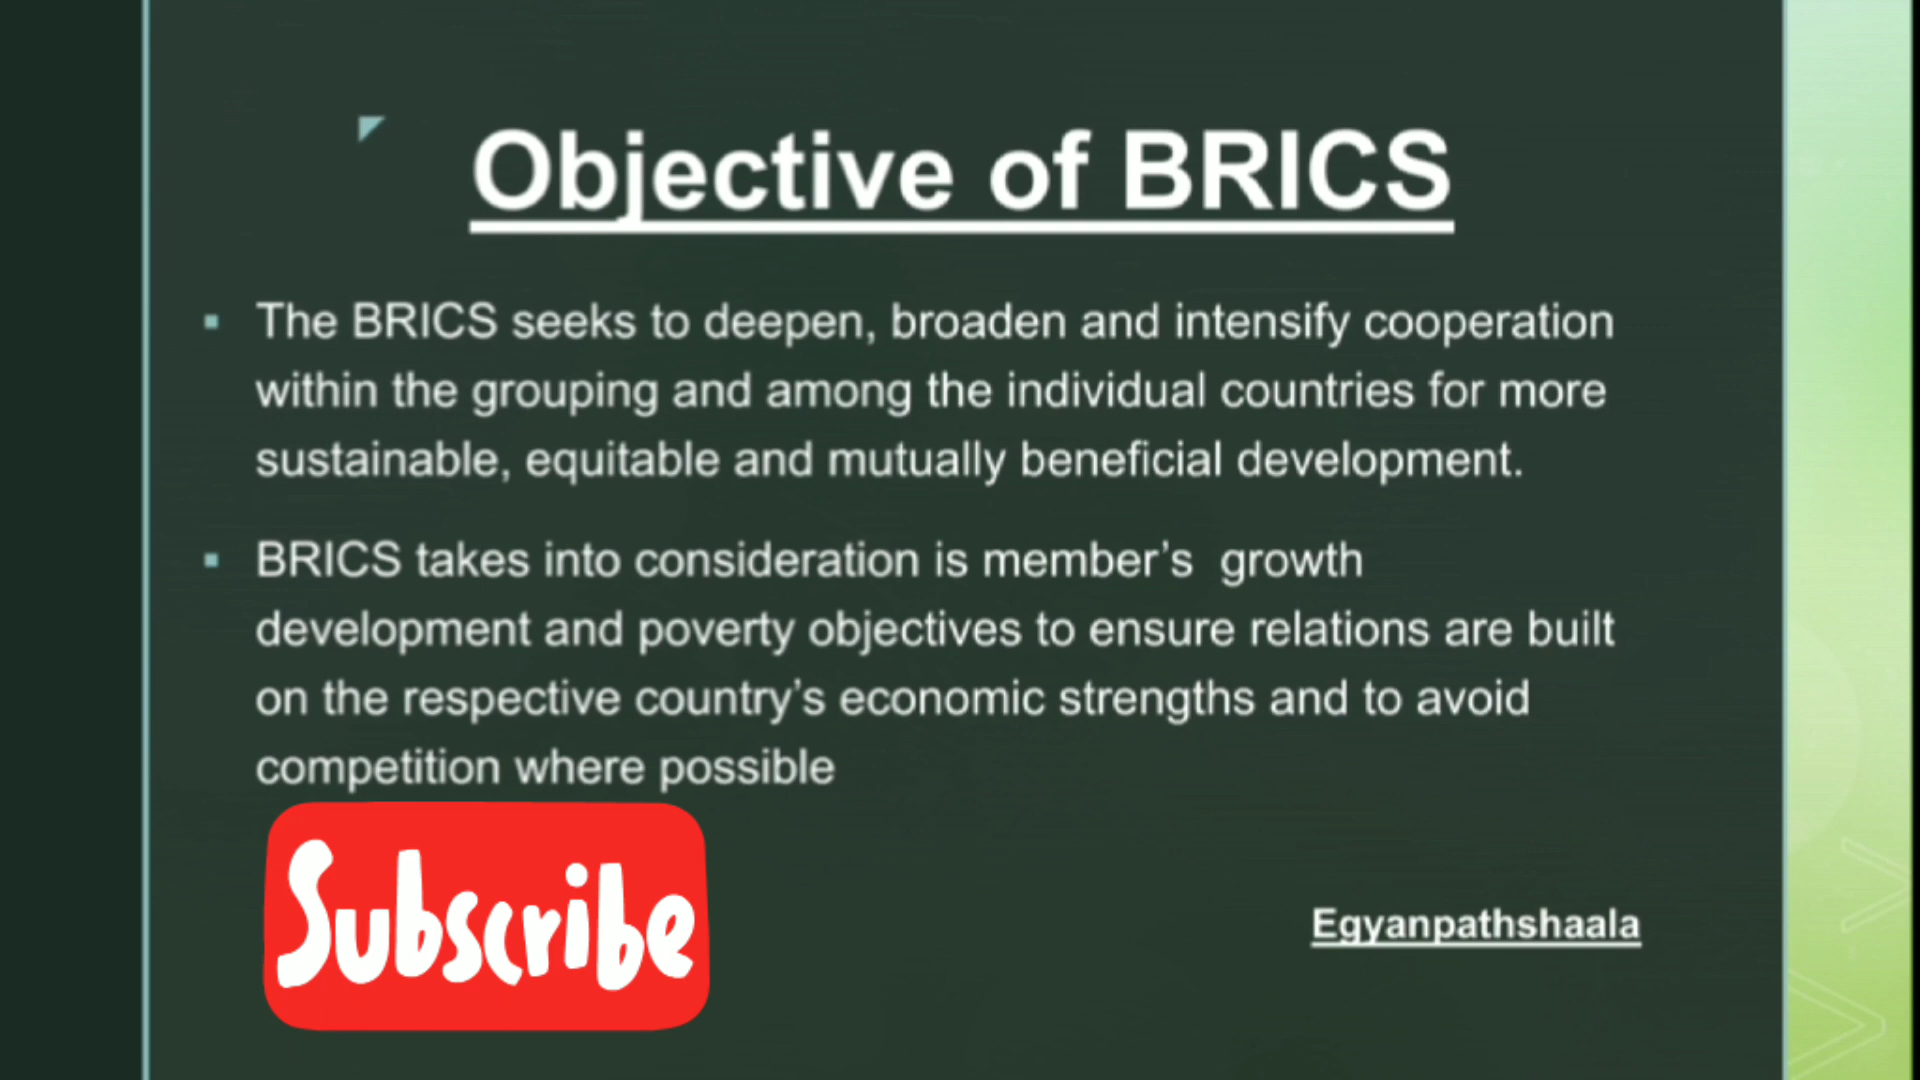 Objective of BRICS
The BRICS seeks to deepen, broaden and intensify cooperation
within the grouping and among the individual countries for more
sustainable, equitable and mutually beneficial development.
BRICS takes into consideration is member’s growth
development and poverty objectives to ensure relations are built
on the respective country’s economic strengths and to avoid
competition where possible
Subscribe
Egyanpathshaala